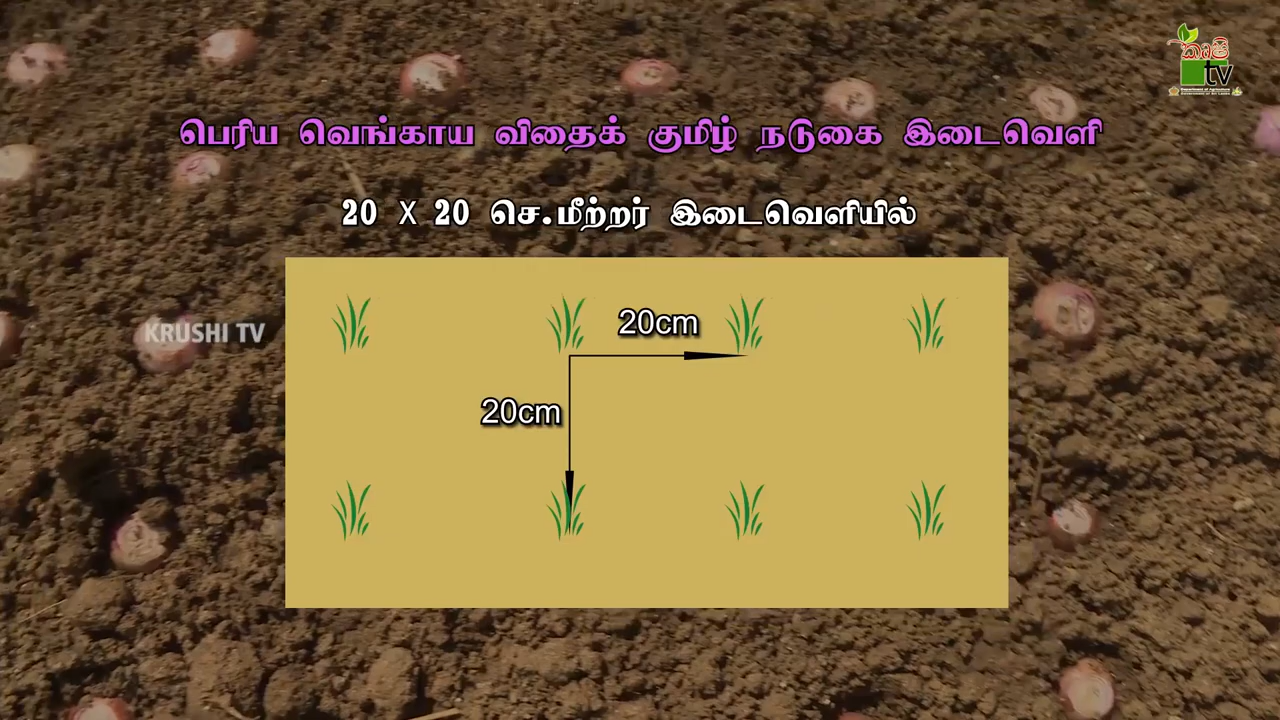 කෘෂි
tv
பெரிய வெங்காய விதைக் குமிழ் நடுகை இடைவெளி
20 X 20 செ.மீற்றர் இடைவெளியில்
20cm
KRUSHI TV
20cm